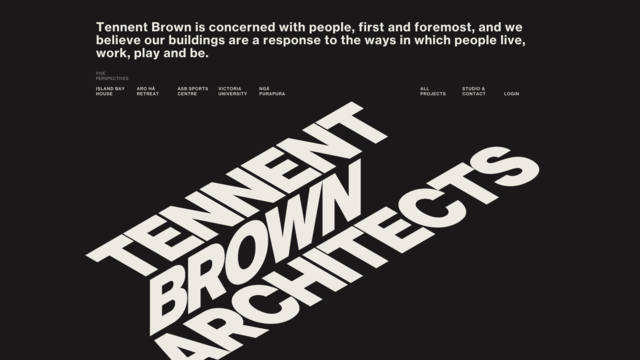 Tennent Brown is concerned with people, first and foremost, and we
believe our buildings are a response to the ways in which people live,
work, play and be.
FIVE
PERSPECTIVES
ISLAND BAY
HOUSE
ARO HĀ
RETREAT
ASB SPORTS
CENTRE
VICTORIA
UNIVERSITY
NGĀ
PURAPURA
ALL
PROJECTS
STUDIO &
CONTACT
LOGIN
TENNENT
BROWN
ARCHITECTS